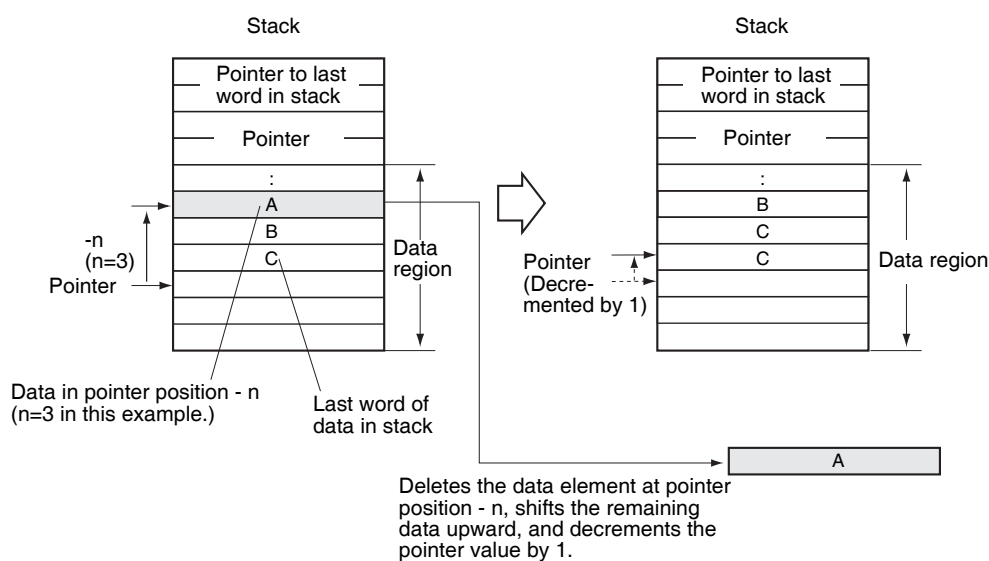 Stack
Pointer to last
word in stack
Pointer
:
A
B
C
-n
(n=3)
Pointer
Data
region
Data in pointer position - n
(n=3 in this example.)
Last word of
data in stack
Stack
Pointer to last
word in stack
Pointer
:
B
C
C
Pointer
(Decre-
mented by 1)
Data region
A
Deletes the data element at pointer
position - n, shifts the remaining
data upward, and decrements the
pointer value by 1.